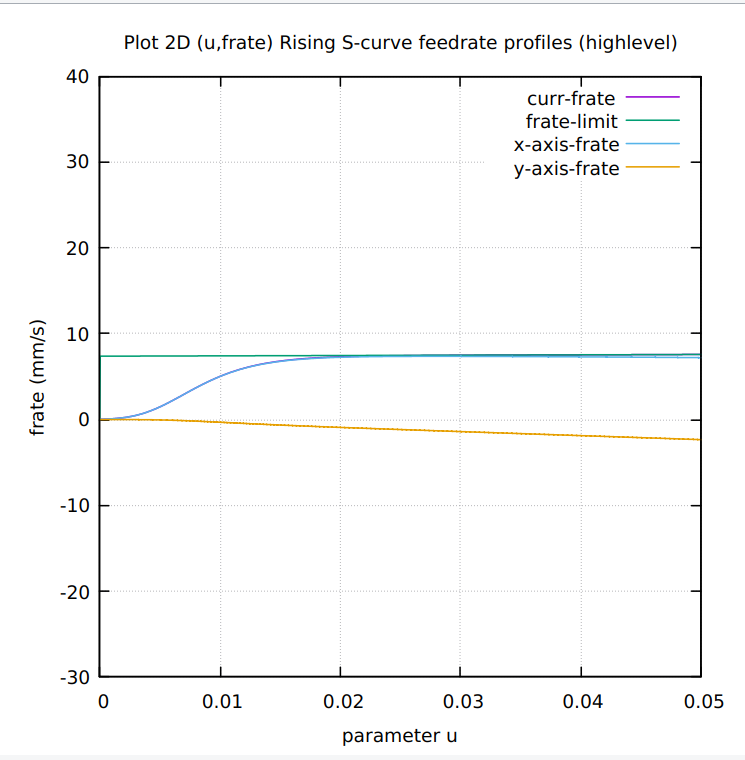 Plot 2D (u,frate) Rising S-curve feedrate profiles (highlevel)
40
30
20
10
0
-10
-20
-30
frate (mm/s)
curr-frate
frate-limit
x-axis-frate
y-axis-frate
0
0.01
0.02
0.03
0.04
0.05
parameter u